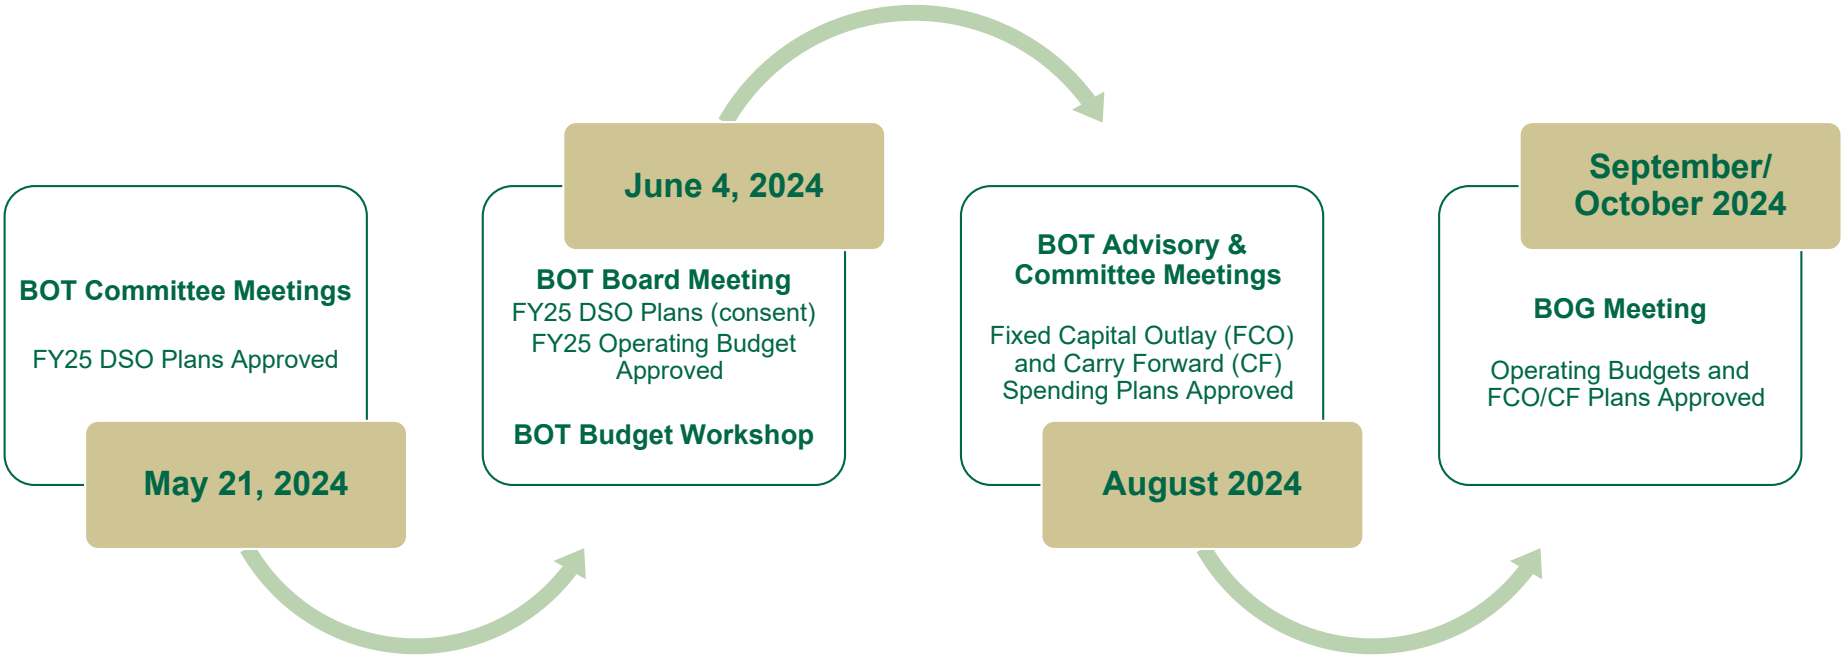 BOT Committee Meetings
FY25 DSO Plans Approved
May 21, 2024
June 4, 2024
BOT Board Meeting
FY25 DSO Plans (consent)
FY25 Operating Budget
Approved
BOT Budget Workshop
BOT Advisory &
Committee Meetings
Fixed Capital Outlay (FCO)
and Carry Forward (CF)
Spending Plans Approved
August 2024
September/
October 2024
BOG Meeting
Operating Budgets and
FCO/CF Plans Approved